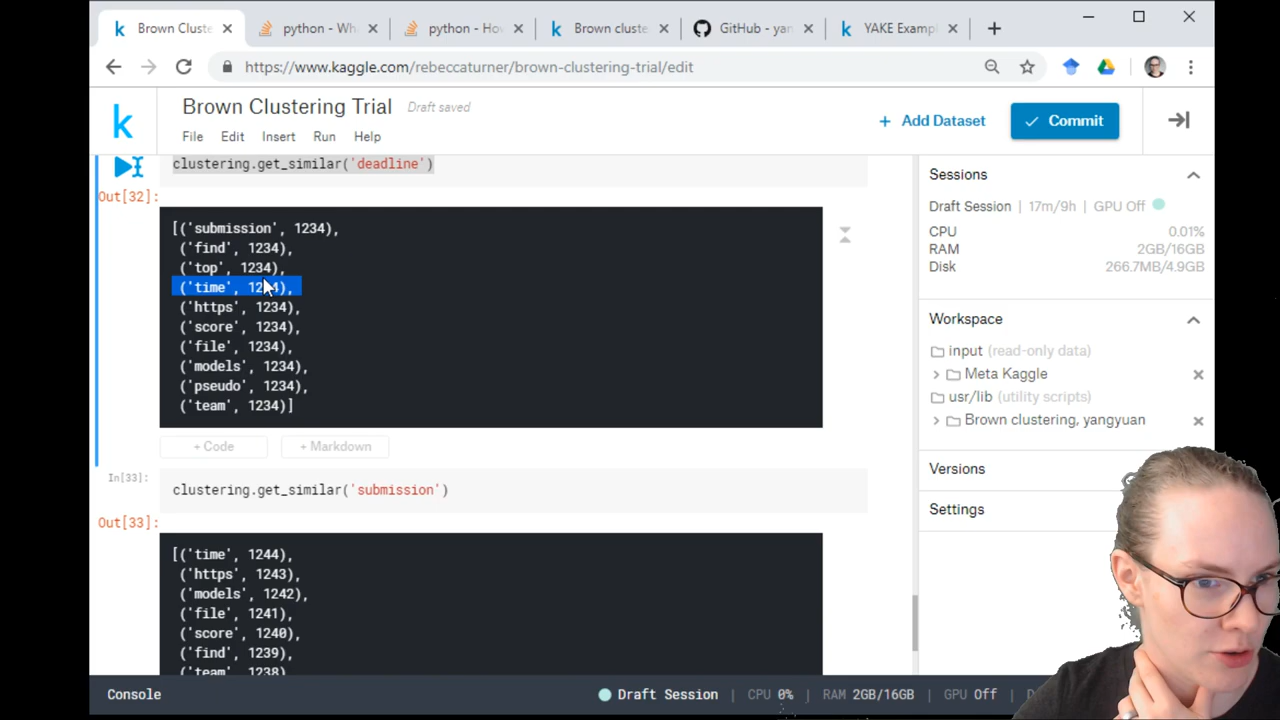 Brown Cluste
python - Wh
python - Hov
Brown cluste
GitHub - yan
YAKE Exampl
https://www.kaggle.com/rebeccaturner/brown-clustering-trial/edit
k
Brown Clustering Trial
Draft saved
File Edit Insert Run Help
+ Add Dataset
Commit
clustering.get_similar('deadline')
Out[32]:
[('submission', 1234),
('find', 1234),
('top', 1234),
('time', 1234),
('https', 1234),
('score', 1234),
('file', 1234),
('models', 1234),
('pseudo', 1234),
('team', 1234)]
+ Code
+ Markdown
In[33]:
clustering.get_similar('submission')
Out[33]:
[('time', 1244),
('https', 1243),
('models', 1242),
('file', 1241),
('score', 1240),
('find', 1239),
('team', 1238)
Sessions
Draft Session | 17m/9h | GPU Off
CPU 0.01%
RAM 2GB/16GB
Disk 266.7MB/4.9GB
Workspace
input (read-only data)
Meta Kaggle
usr/lib (utility scripts)
Brown clustering, yangyuan
Versions
Settings
Console
Draft Session | CPU 0% | RAM 2GB/16GB | GPU Off | D